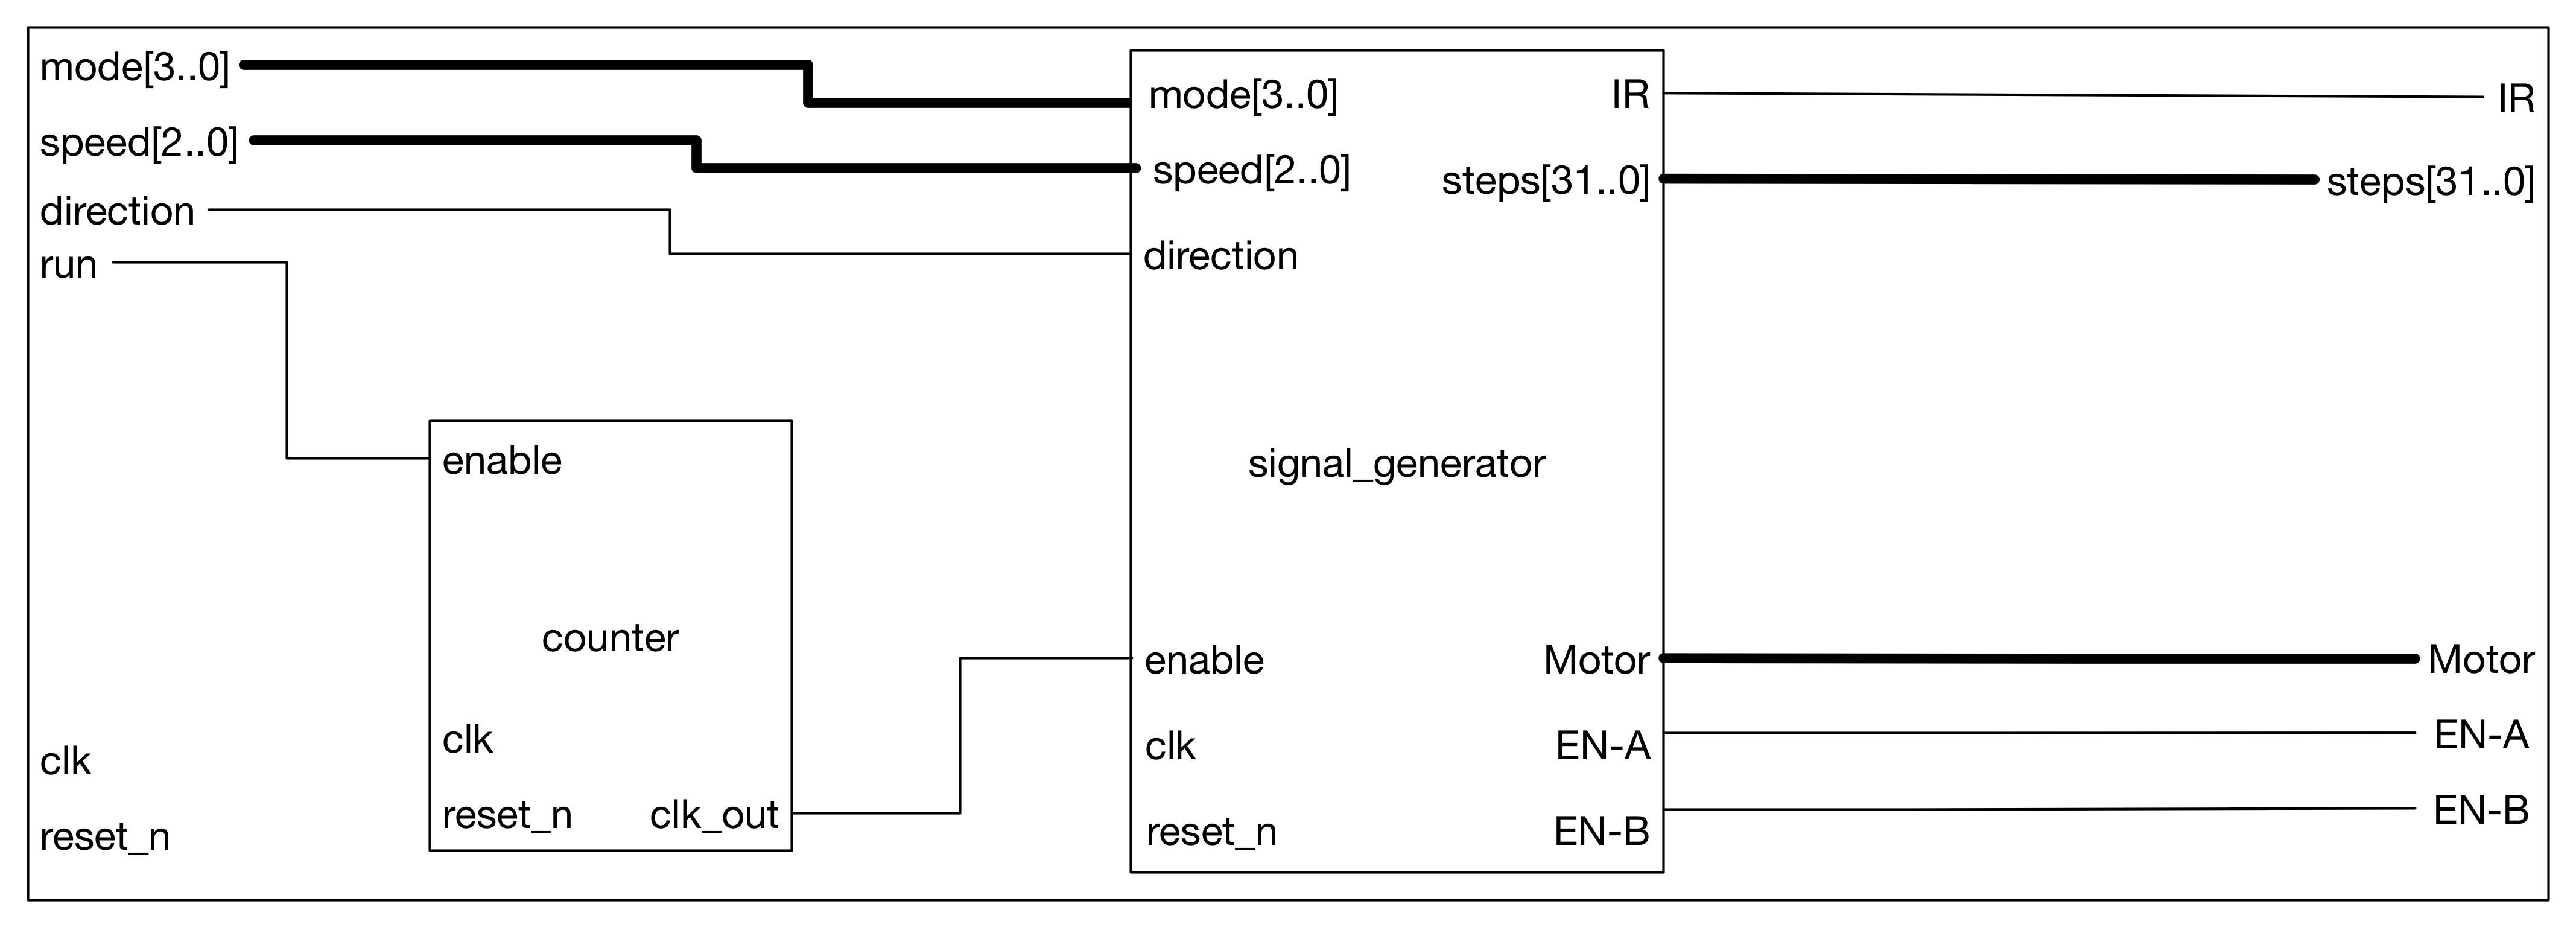 mode[3..0]
speed[2..0]
direction
run
clk
reset_n
enable
counter
clk
reset_n
clk_out
mode[3..0]
speed[2..0]
direction
signal_generator
enable
clk
reset_n
IR
steps[31..0]
Motor
EN-A
EN-B
IR
steps[31..0]
Motor
EN-A
EN-B